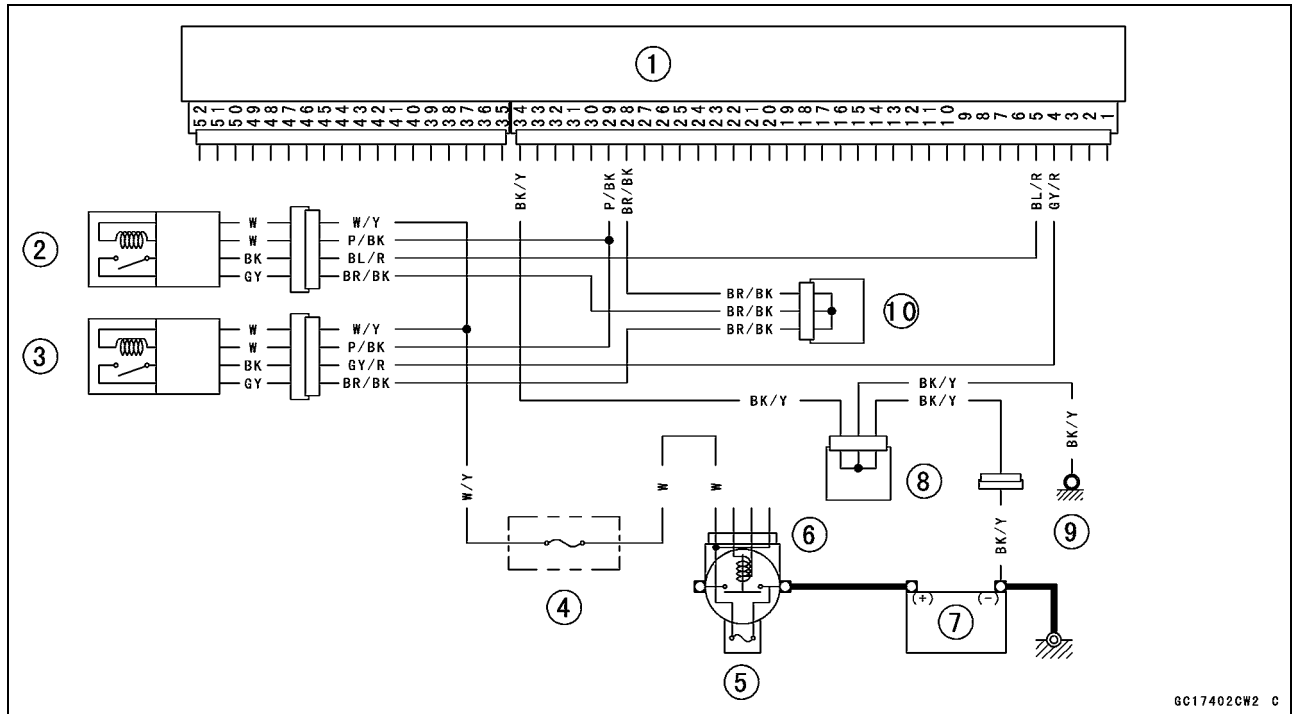 1
52 51 50 49 48 47 46 45 44 43 42 41 40 39 38 37 36 35 34 33 32 31 30 29 28 27 26 25 24 23 22 21 20 19 18 17 16 15 14 13 12 11 10 9 8 7 6 5 4 3 2 1
BK/Y P/BK BR/BK BL/R GY/R
2
W W/Y
W P/BK
BK BL/R
GY BR/BK
3
W W/Y
W P/BK
BK GY/R
GY BR/BK
BR/BK
BR/BK
BR/BK
10
BK/Y
BK/Y
BK/Y
BK/Y
8
9
BK/Y
W/Y
W
W
6
4
5
(+) (-)
7
GC17402CW2 C